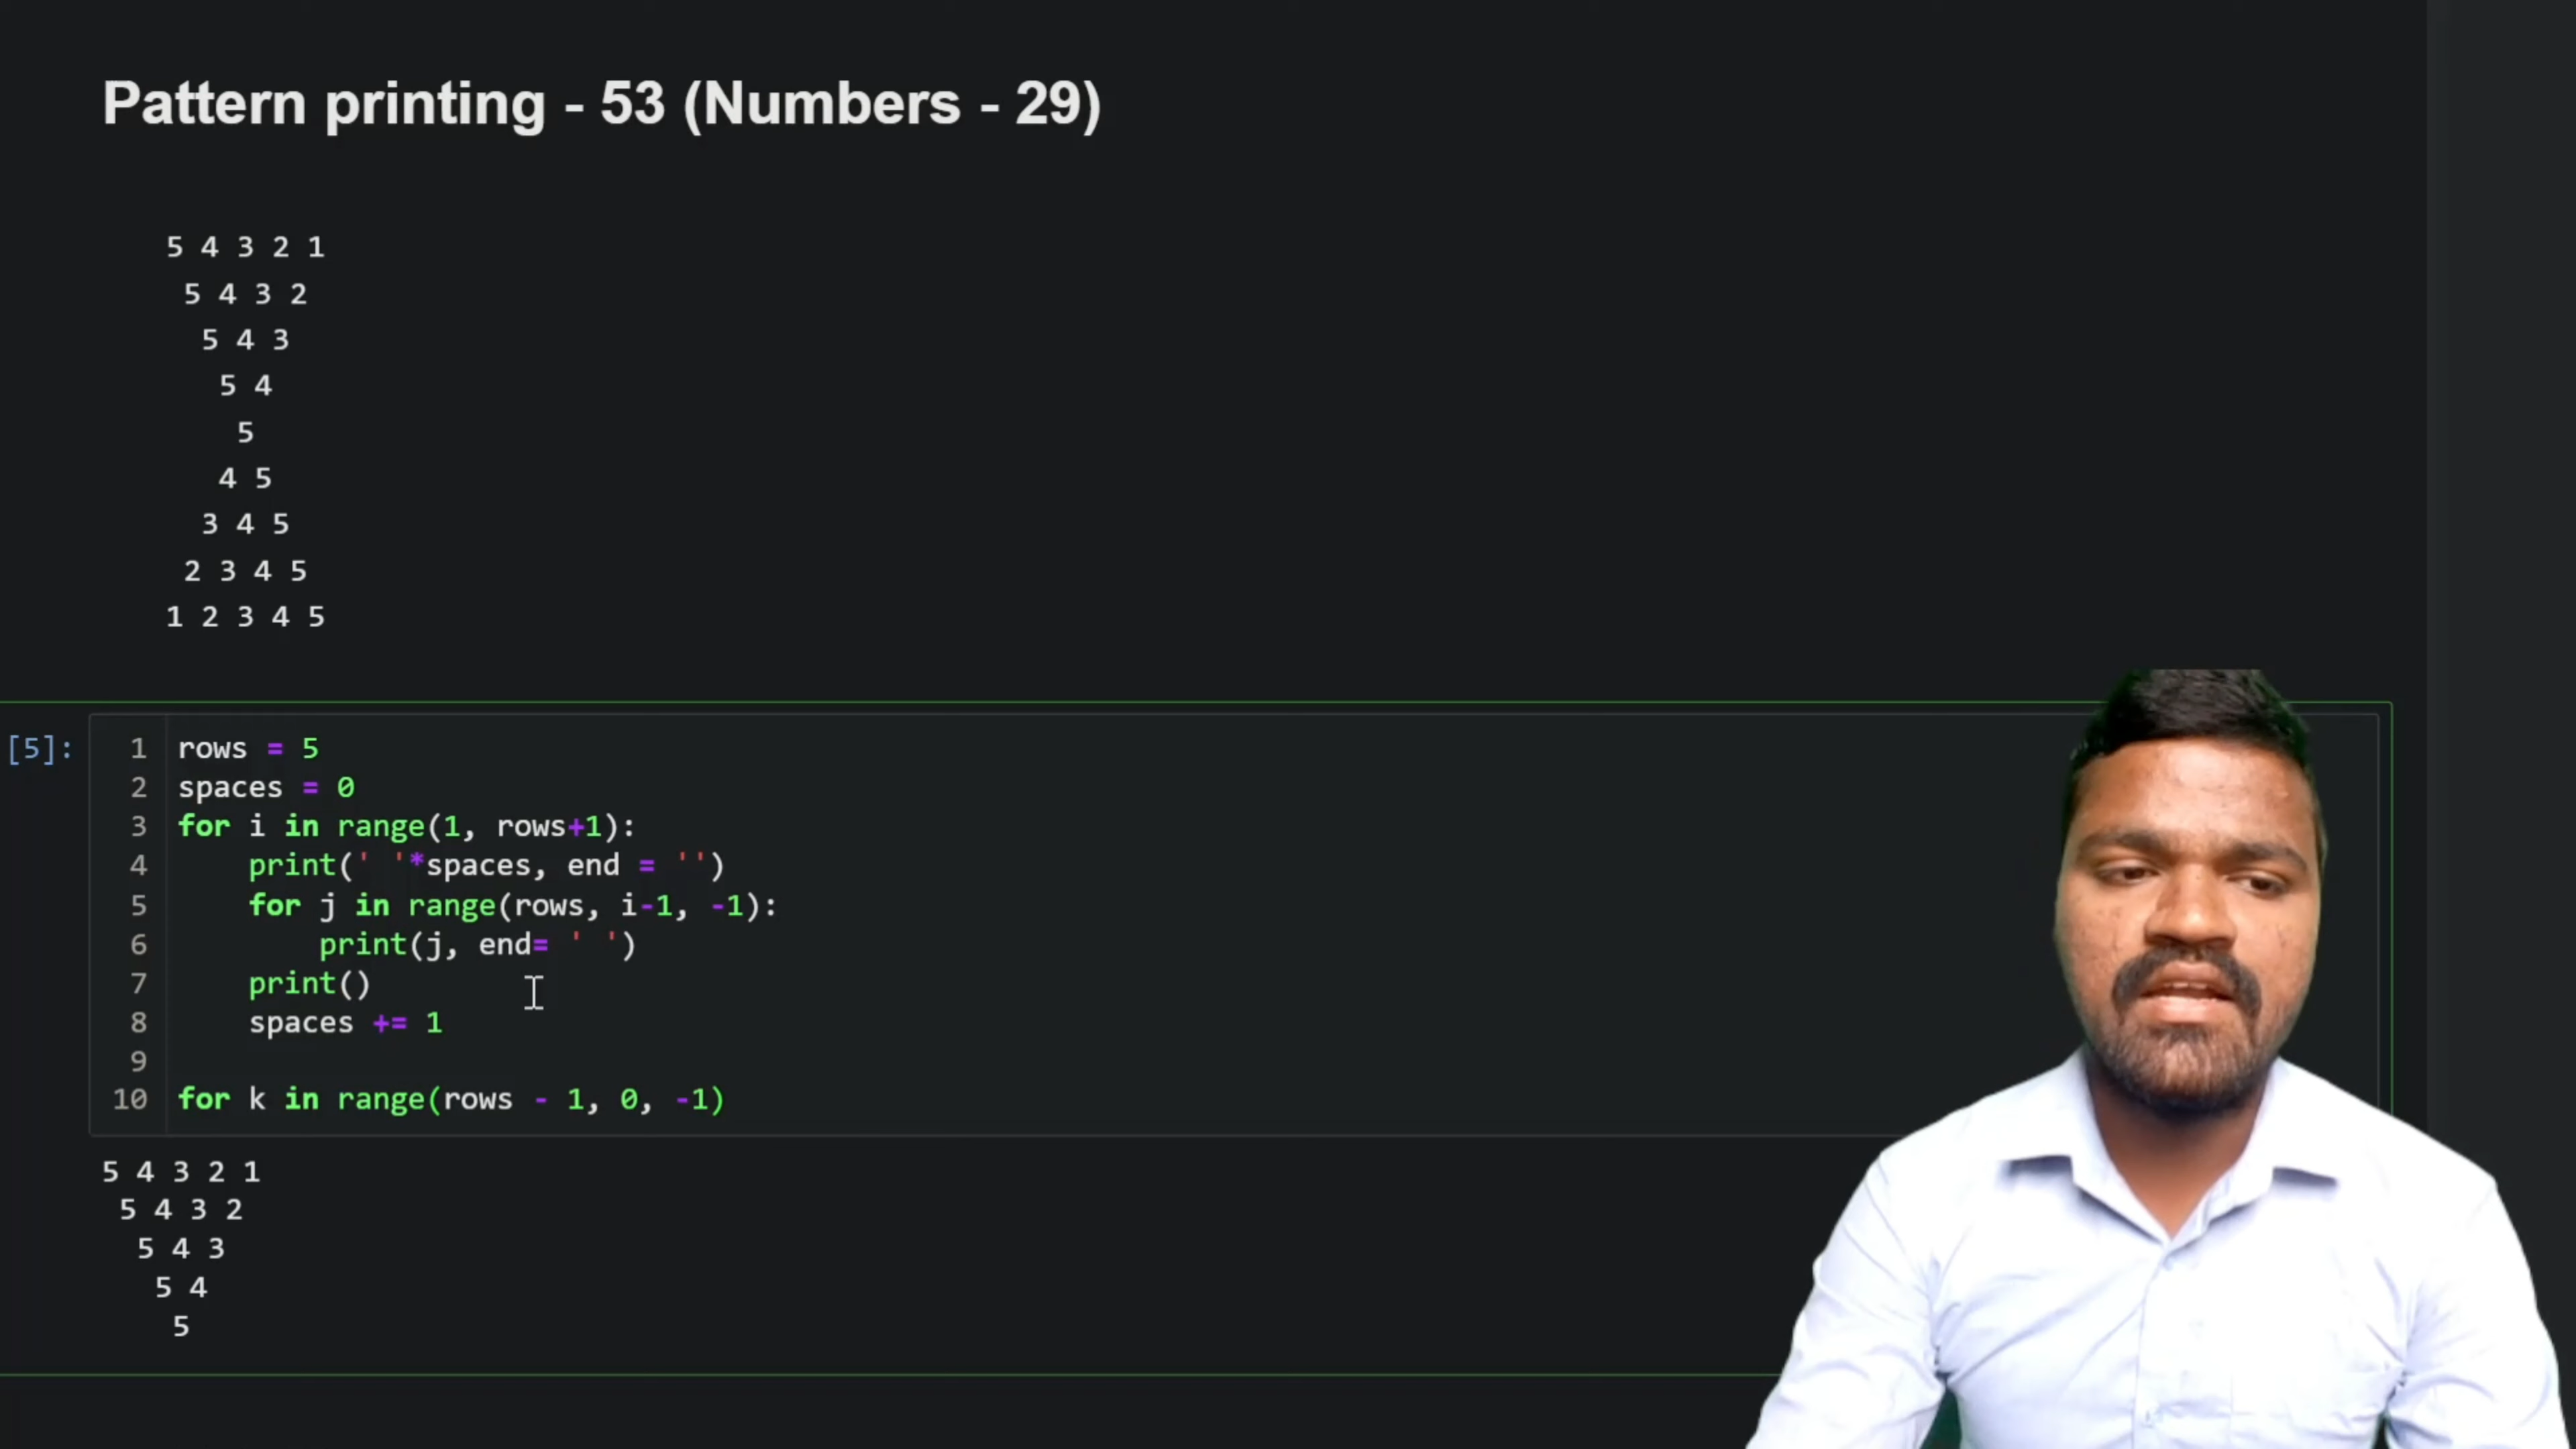 Pattern printing - 53 (Numbers - 29)
5 4 3 2 1
5 4 3 2
5 4 3
5 4
5
4 5
3 4 5
2 3 4 5
1 2 3 4 5
[5]:
1 rows = 5
2 spaces = 0
3 for i in range(1, rows+1):
4     print(' '*spaces, end = '')
5     for j in range(rows, i-1, -1):
6         print(j, end= ' ')
7     print()
8     spaces += 1
9
10 for k in range(rows - 1, 0, -1)
5 4 3 2 1
5 4 3 2
5 4 3
5 4
5